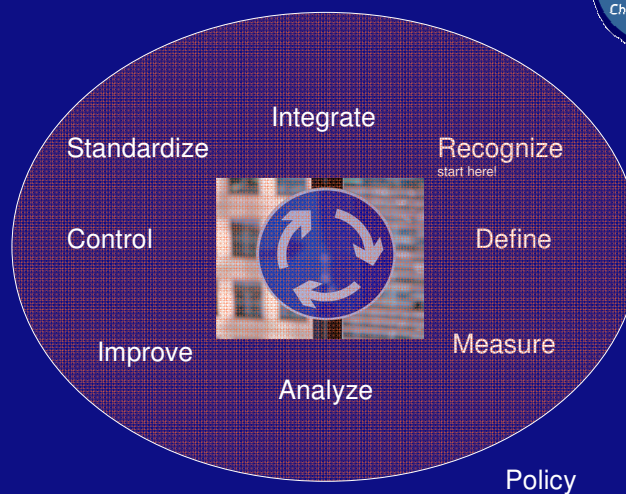 Integrate
Standardize
Recognize
start here!
Control
Define
Improve
Measure
Analyze
Policy